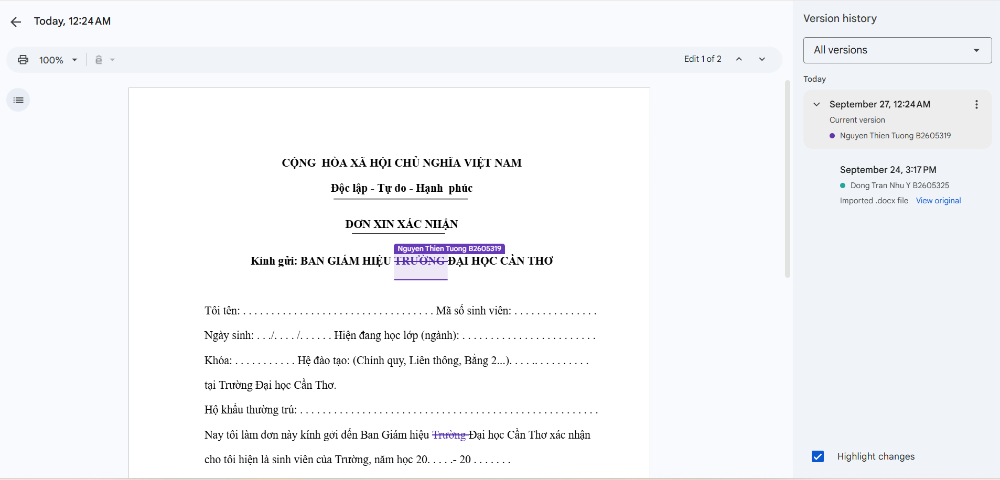 Today, 12:24 AM
100%
Edit 1 of 2
CỘNG  HÒA XÃ HỘI CHỦ NGHĨA VIỆT NAM
Độc lập - Tự do - Hạnh  phúc
ĐƠN XIN XÁC NHẬN
Nguyen Thien Tuong B2605319
Kính gửi: BAN GIÁM HIỆU TRƯỜNG ĐẠI HỌC CẦN THƠ
Tôi tên: . . . . . . . . . . . . . . . . . . . . . . . . . . . . . . . . . . Mã số sinh viên: . . . . . . . . . . . . . . .
Ngày sinh: . . ./. . . . /. . . . . . Hiện đang học lớp (ngành): . . . . . . . . . . . . . . . . . . . . . . . .
Khóa: . . . . . . . . . . . Hệ đào tạo: (Chính quy, Liên thông, Bằng 2...). . . . .. . . . . . . . . .
tại Trường Đại học Cần Thơ.
Hộ khẩu thường trú: . . . . . . . . . . . . . . . . . . . . . . . . . . . . . . . . . . . . . . . . . . . . . . . . . . . . .
Nay tôi làm đơn này kính gởi đến Ban Giám hiệu Trường Đại học Cần Thơ xác nhận
cho tôi hiện là sinh viên của Trường, năm học 20. . . . .- 20 . . . . . . .
Version history
All versions
Today
September 27, 12:24 AM
Current version
Nguyen Thien Tuong B2605319
September 24, 3:17 PM
Dong Tran Nhu Y B2605325
Imported .docx file View original
Highlight changes